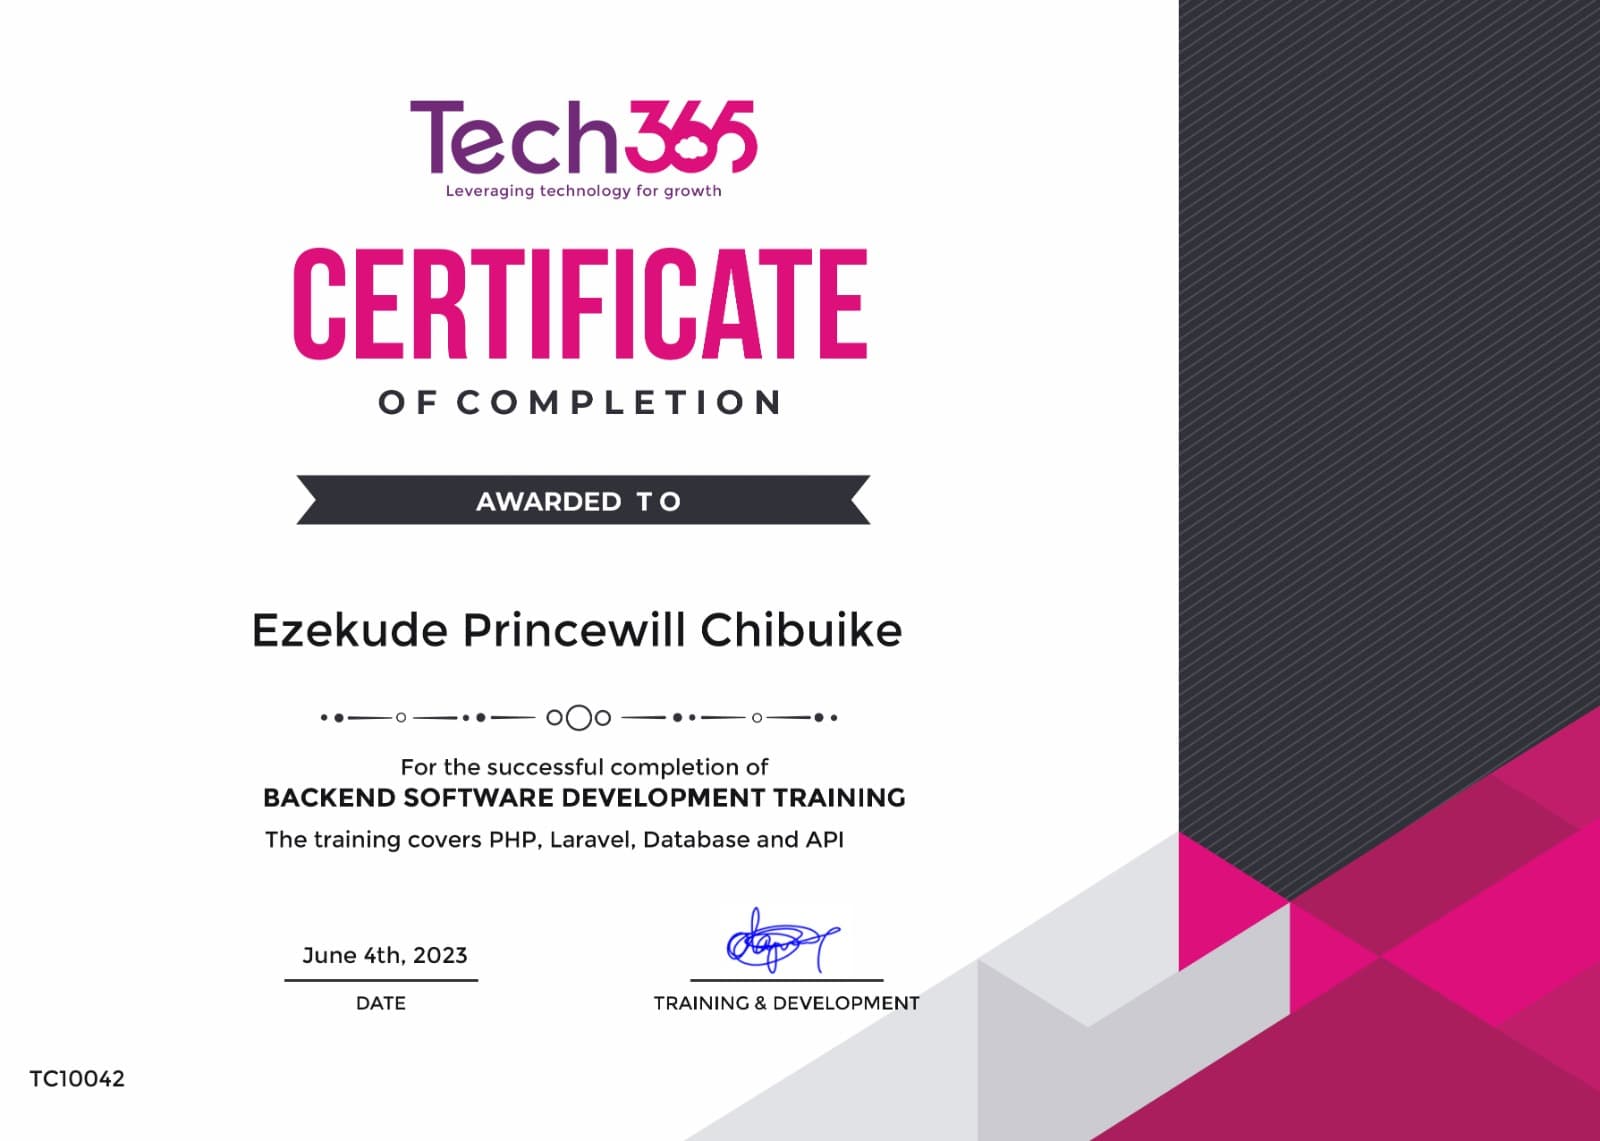 Tech365
Leveraging technology for growth
CERTIFICATE
OF COMPLETION
AWARDED TO
Ezekude Princewill Chibuike
For the successful completion of
BACKEND SOFTWARE DEVELOPMENT TRAINING
The training covers PHP, Laravel, Database and API
June 4th, 2023
DATE
TRAINING & DEVELOPMENT
TC10042